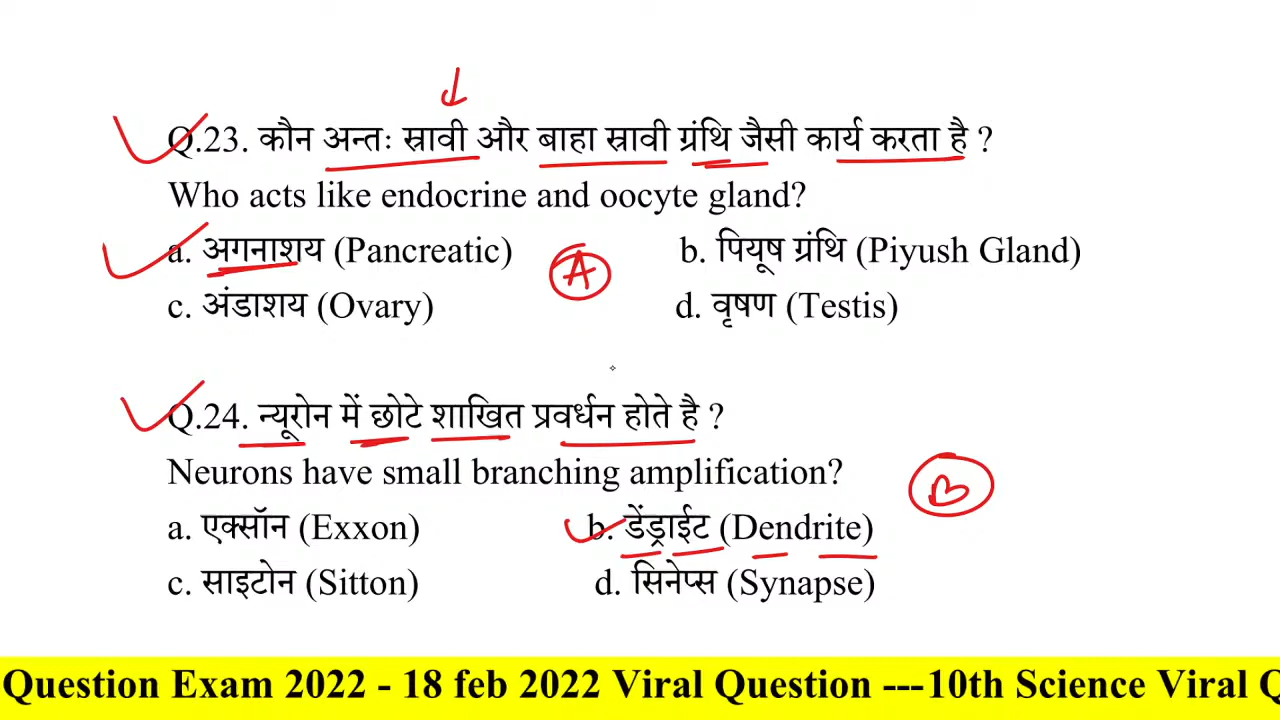 Q.23. कौन अन्तः स्रावी और बाहा स्रावी ग्रंथि जैसी कार्य करता है ?
Who acts like endocrine and oocyte gland?
a. अगनाशय (Pancreatic) b. पियूष ग्रंथि (Piyush Gland)
A
c. अंडाशय (Ovary) d. वृषण (Testis)
Q.24. न्यूरोन में छोटे शाखित प्रवर्धन होते है ?
Neurons have small branching amplification?
B
a. एक्सॉन (Exxon) b. डेंड्राईट (Dendrite)
c. साइटोन (Sitton) d. सिनेप्स (Synapse)
Question Exam 2022 - 18 feb 2022 Viral Question ---10th Science Viral Q